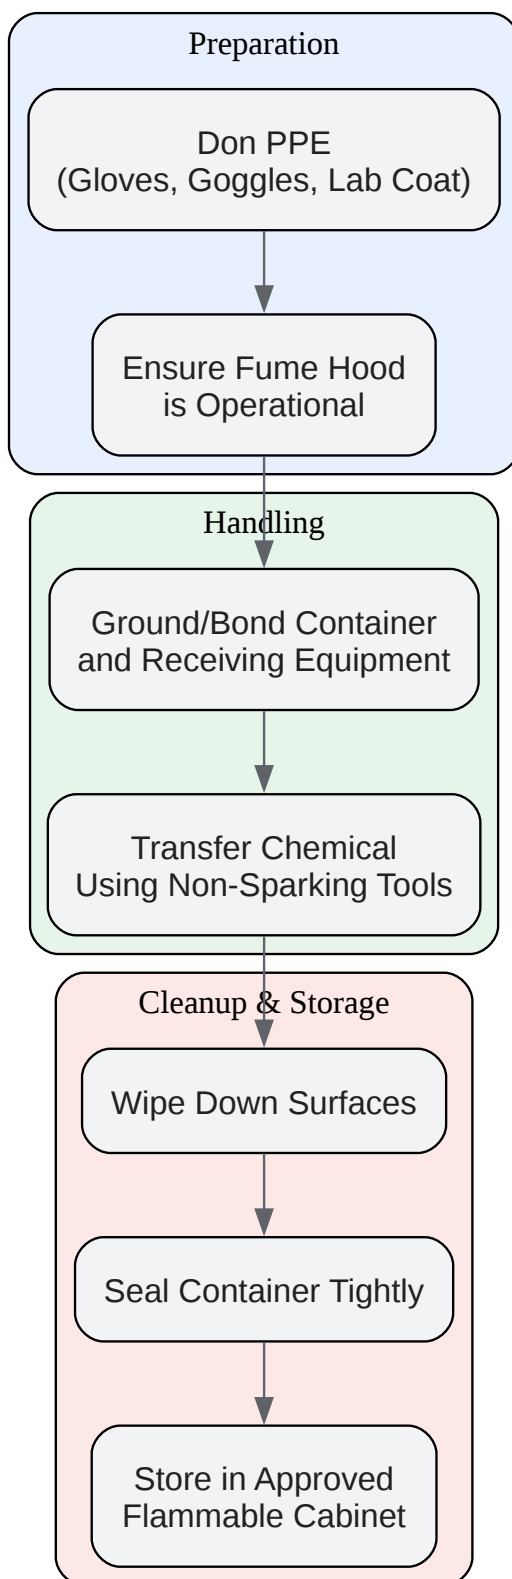 Preparation
Don PPE
(Gloves, Goggles, Lab Coat)
Ensure Fume Hood
is Operational
Handling
Ground/Bond Container
and Receiving Equipment
Transfer Chemical
Using Non-Sparking Tools
Cleanup & Storage
Wipe Down Surfaces
Seal Container Tightly
Store in Approved
Flammable Cabinet